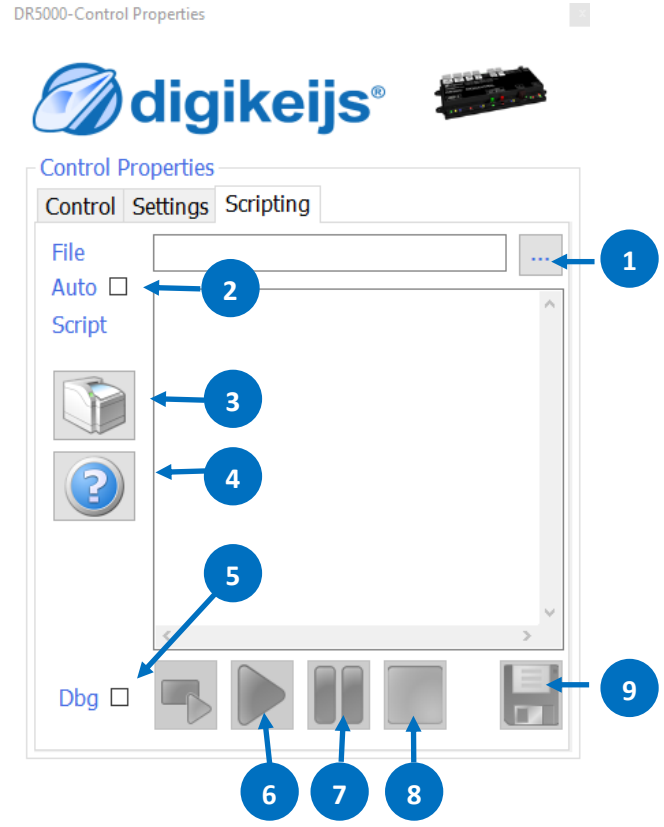 DR5000-Control Properties
x
digikeijs®
Control Properties
Control Settings Scripting
File
...
1
Auto
2
Script
3
4
5
Dbg
9
6 7 8